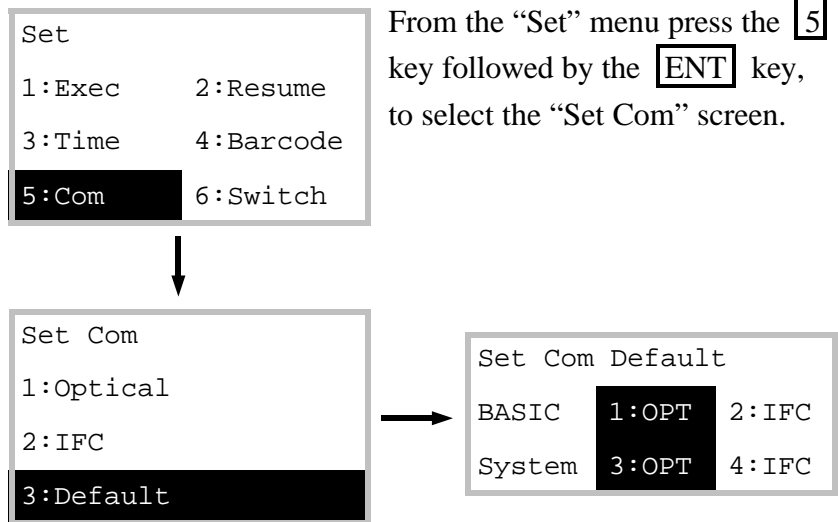 Set
1:Exec 2:Resume
3:Time 4:Barcode
5:Com 6:Switch
From the “Set” menu press the 5
key followed by the ENT key,
to select the “Set Com” screen.
Set Com
1:Optical
2:IFC
3:Default
Set Com Default
BASIC 1:OPT 2:IFC
System 3:OPT 4:IFC